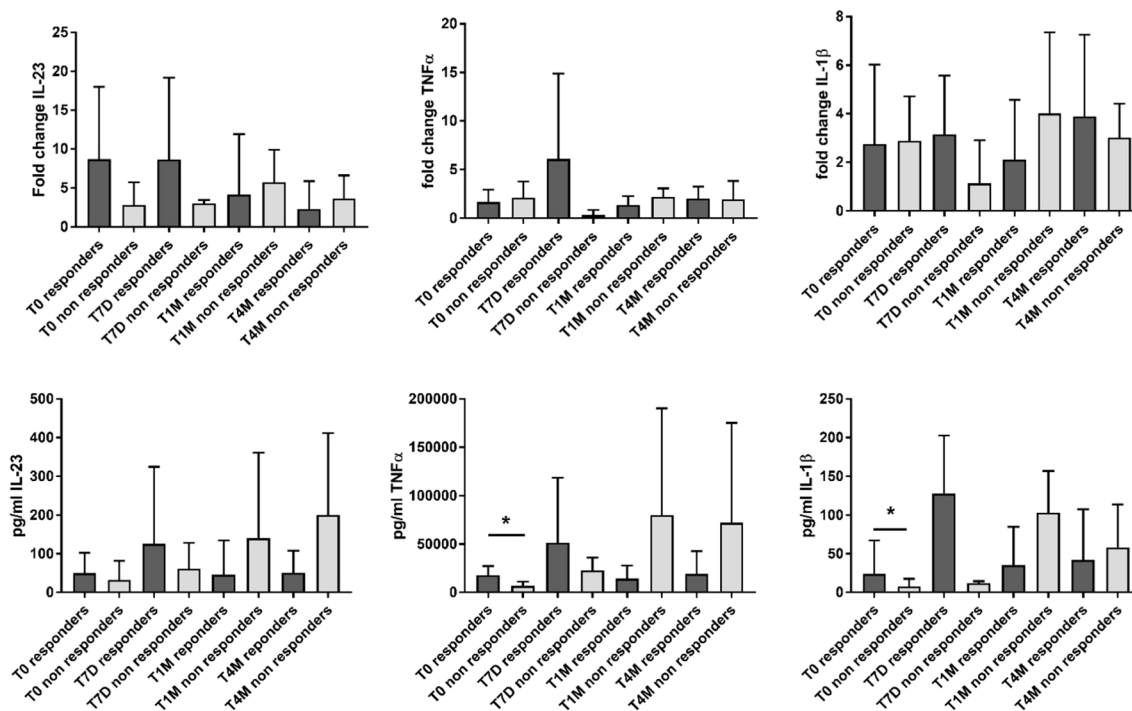 Fold change IL-23
25
20
15
10
5
0
T0 responders
T0 non responders
T7D responders
T7D non responders
T1M responders
T1M non responders
T4M responders
T4M non responders
fold change TNFα
20
15
10
5
0
T0 responders
T0 non responders
T7D responders
T7D non responders
T1M responders
T1M non responders
T4M responders
T4M non responders
fold change IL-1β
8
6
4
2
0
T0 responders
T0 non responders
T7D responders
T7D non responders
T1M responders
T1M non responders
T4M responders
T4M non responders
pg/ml IL-23
500
400
300
200
100
0
T0 responders
T0 non responders
T7D responders
T7D non responders
T1M responders
T1M non responders
T4M responders
T4M non responders
pg/ml TNFα
200000
150000
100000
50000
0
*
T0 responders
T0 non responders
T7D responders
T7D non responders
T1M responders
T1M non responders
T4M responders
T4M non responders
pg/ml IL-1β
250
200
150
100
50
0
*
T0 responders
T0 non responders
T7D responders
T7D non responders
T1M responders
T1M non responders
T4M responders
T4M non responders